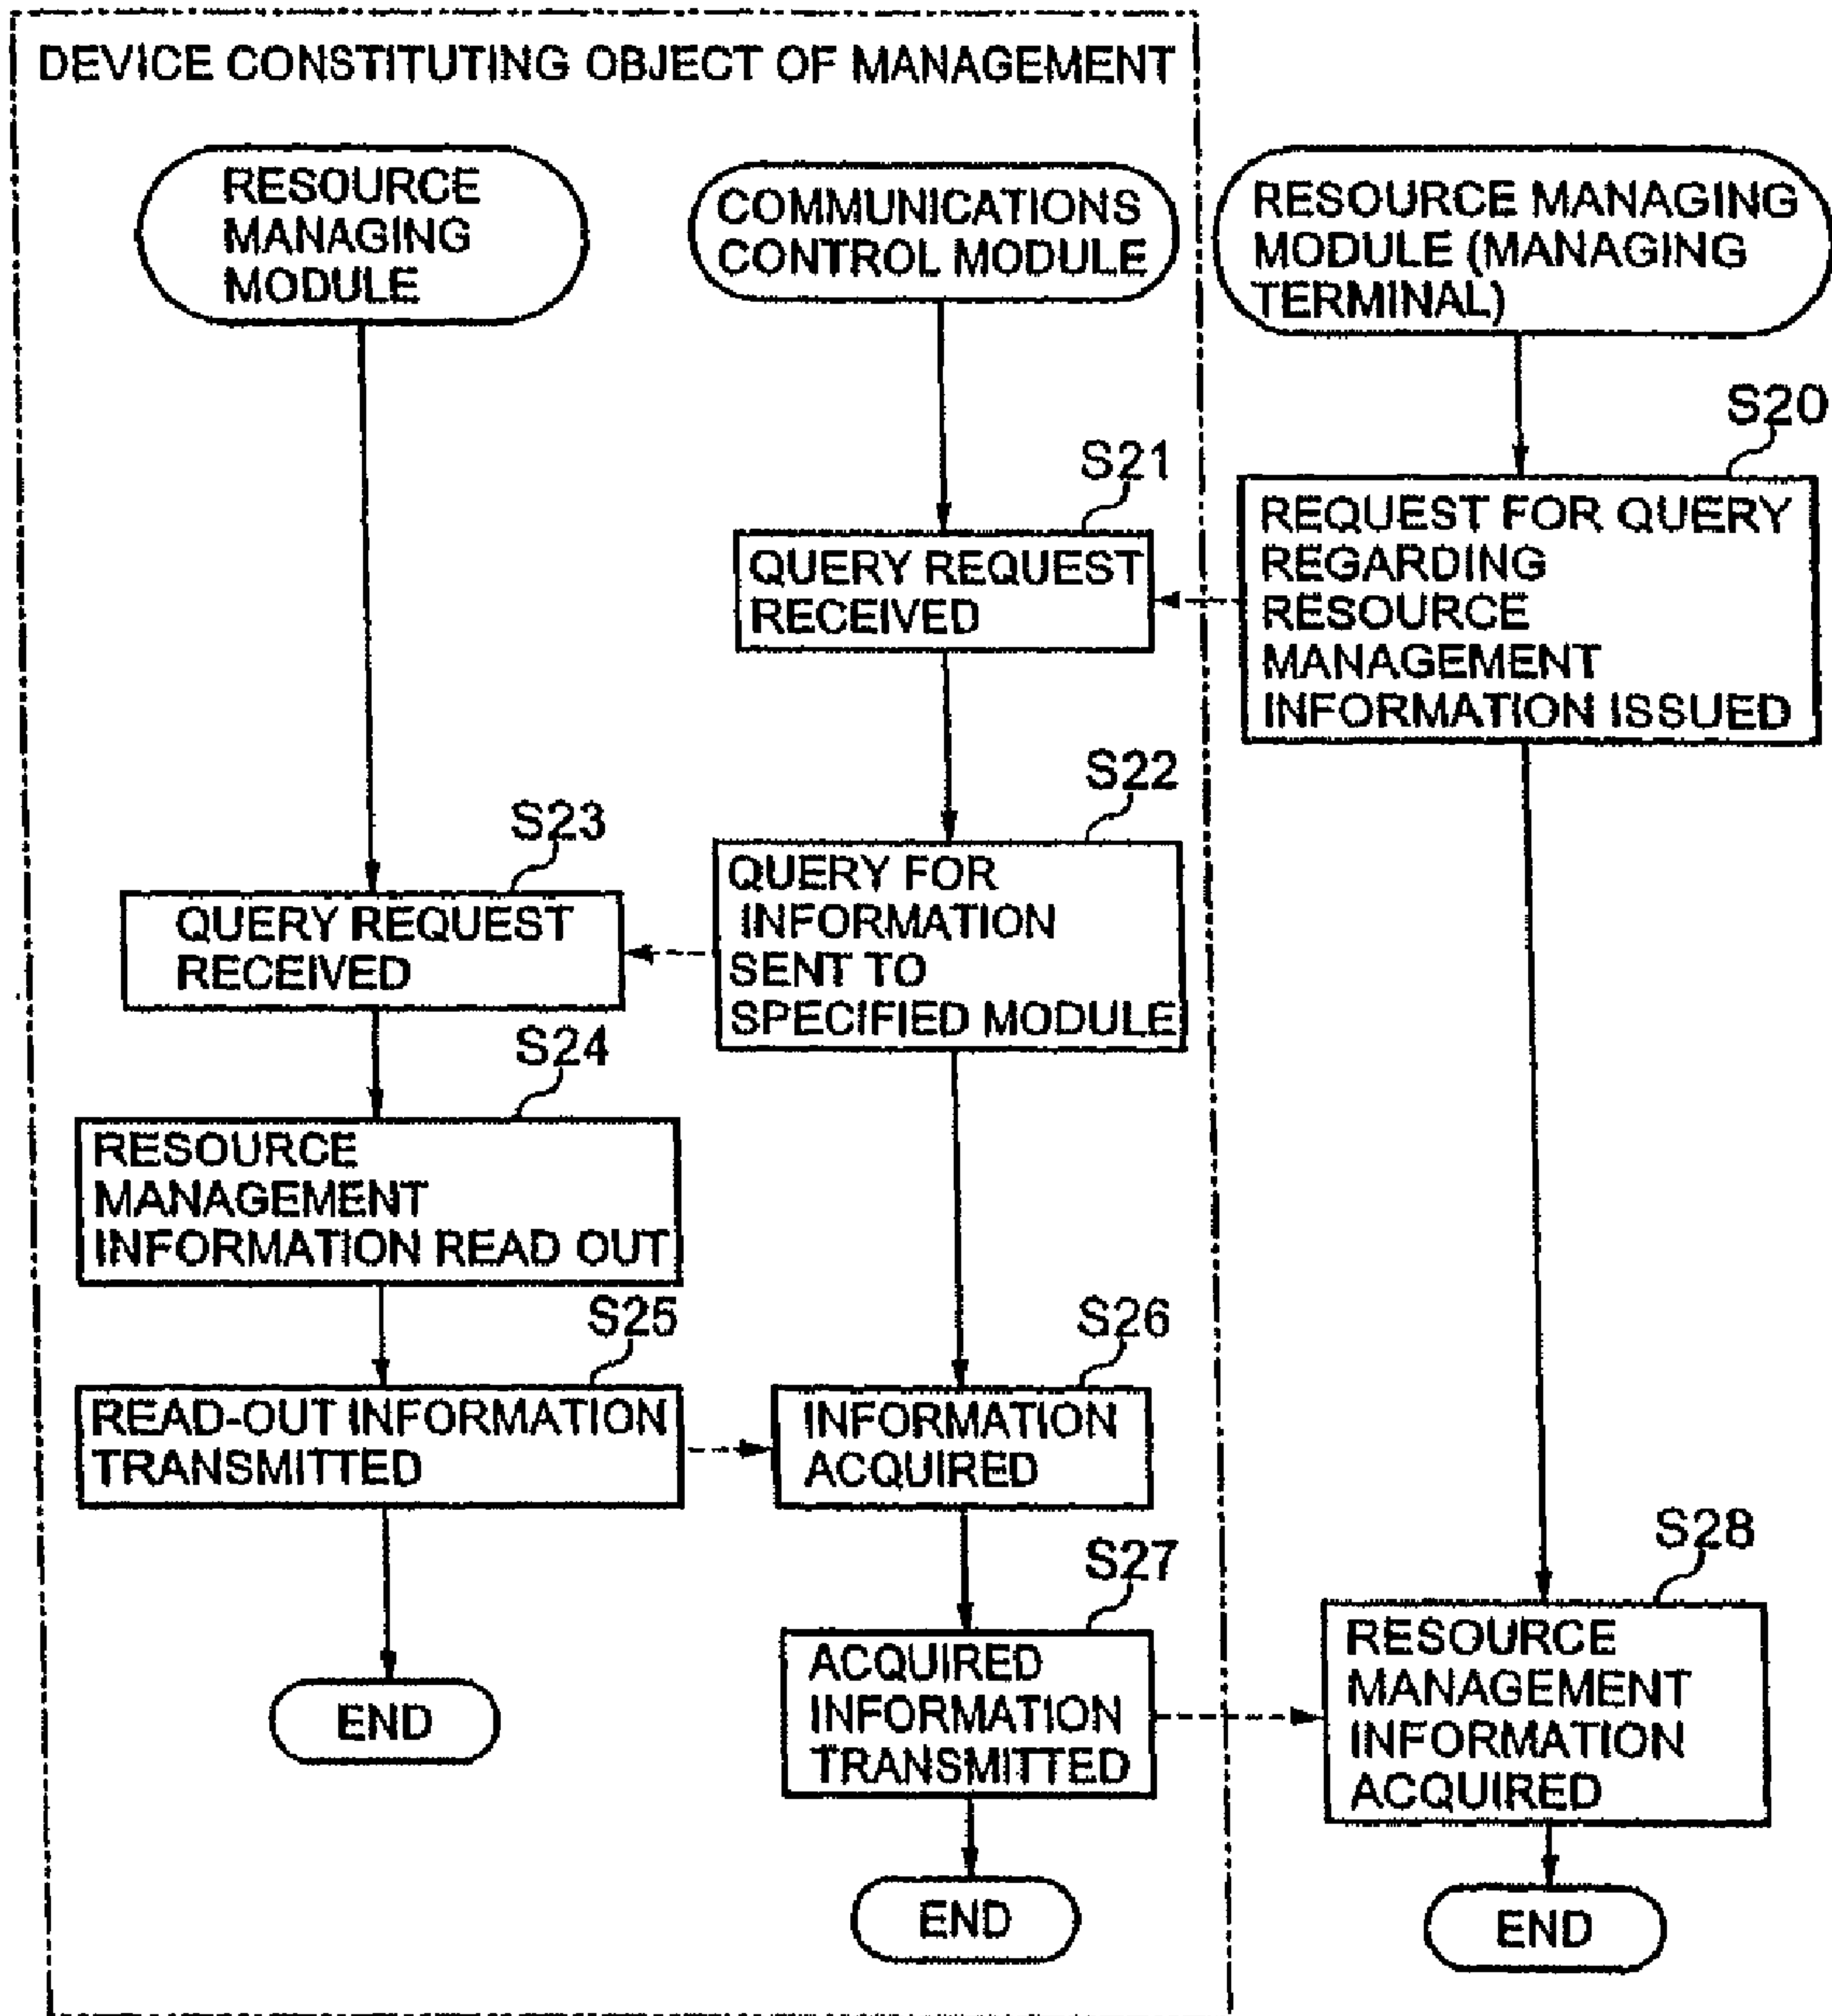 DEVICE CONSTITUTING OBJECT OF MANAGEMENT
RESOURCE
MANAGING
MODULE
COMMUNICATIONS
CONTROL MODULE
RESOURCE MANAGING
MODULE (MANAGING
TERMINAL)
S20
REQUEST FOR QUERY
REGARDING
RESOURCE
MANAGEMENT
INFORMATION ISSUED
S21
QUERY REQUEST
RECEIVED
S22
QUERY FOR
INFORMATION
SENT TO
SPECIFIED MODULE
S23
QUERY REQUEST
RECEIVED
S24
RESOURCE
MANAGEMENT
INFORMATION READ OUT
S25
READ-OUT INFORMATION
TRANSMITTED
S26
INFORMATION
ACQUIRED
S27
ACQUIRED
INFORMATION
TRANSMITTED
S28
RESOURCE
MANAGEMENT
INFORMATION
ACQUIRED
END
END
END